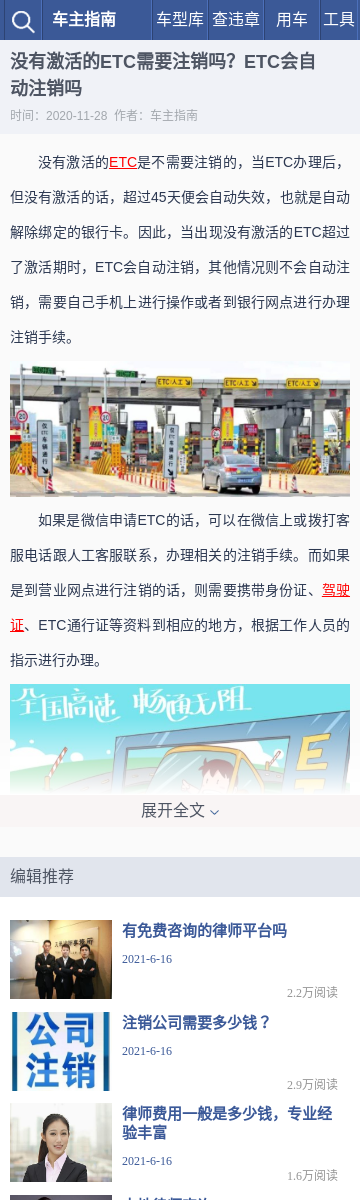 车主指南 车型库 查违章 用车 工具
没有激活的ETC需要注销吗？ETC会自
动注销吗
时间：2020-11-28 作者：车主指南
没有激活的ETC是不需要注销的，当ETC办理后，
但没有激活的话，超过45天便会自动失效，也就是自动
解除绑定的银行卡。因此，当出现没有激活的ETC超过
了激活期时，ETC会自动注销，其他情况则不会自动注
销，需要自己手机上进行操作或者到银行网点进行办理
注销手续。
ETC·人工
ETC·人工
ETC·人工
如果是微信申请ETC的话，可以在微信上或拨打客
服电话跟人工客服联系，办理相关的注销手续。而如果
是到营业网点进行注销的话，则需要携带身份证、驾驶
证、ETC通行证等资料到相应的地方，根据工作人员的
指示进行办理。
全国高速 畅通无阻
展开全文
编辑推荐
有免费咨询的律师平台吗
2021-6-16
2.2万阅读
公司
注销
注销公司需要多少钱？
2021-6-16
2.9万阅读
律师费用一般是多少钱，专业经
验丰富
2021-6-16
1.6万阅读